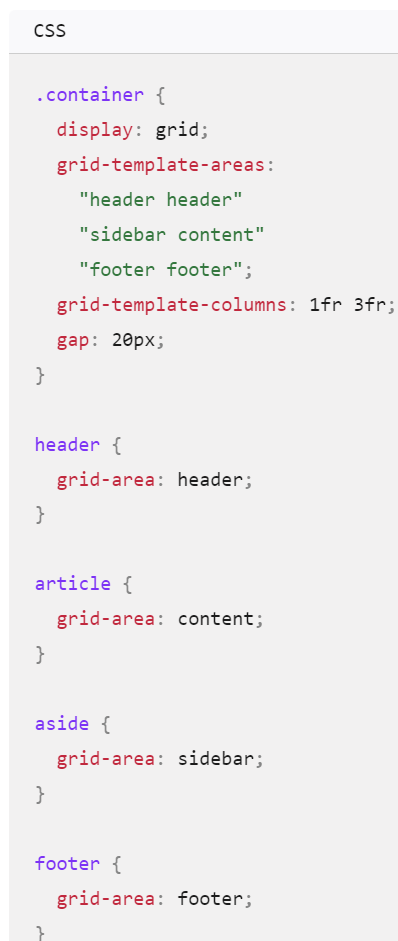 CSS
.container {
  display: grid;
  grid-template-areas:
    "header header"
    "sidebar content"
    "footer footer";
  grid-template-columns: 1fr 3fr;
  gap: 20px;
}

header {
  grid-area: header;
}

article {
  grid-area: content;
}

aside {
  grid-area: sidebar;
}

footer {
  grid-area: footer;
}